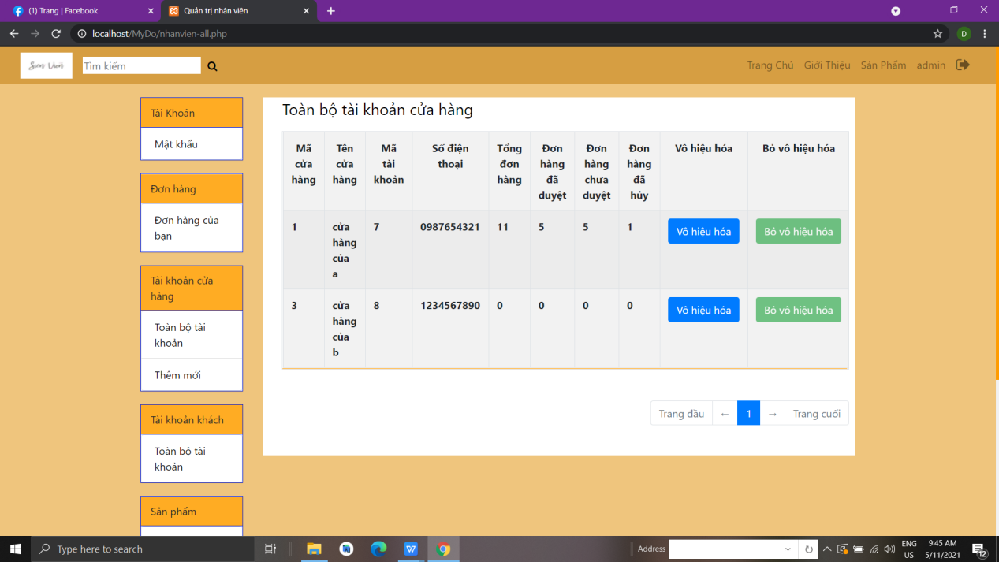 (1) Trang | Facebook
Quản trị nhân viên
localhost/MyDo/nhanvien-all.php
D
Tìm kiếm
Trang Chủ Giới Thiệu Sản Phẩm admin
Tài Khoản
Mật khẩu
Đơn hàng
Đơn hàng của
bạn
Tài khoản cửa
hàng
Toàn bộ tài
khoản
Thêm mới
Tài khoản khách
Toàn bộ tài
khoản
Sản phẩm
Toàn bộ tài khoản cửa hàng
Mã cửa hàng Tên cửa hàng Mã tài khoản Số điện thoại Tổng đơn hàng Đơn hàng đã duyệt Đơn hàng chưa duyệt Đơn hàng đã hủy Vô hiệu hóa Bỏ vô hiệu hóa
1 cửa hàng của a 7 0987654321 11 5 5 1 Vô hiệu hóa Bỏ vô hiệu hóa
3 cửa hàng của b 8 1234567890 0 0 0 0 Vô hiệu hóa Bỏ vô hiệu hóa
Trang đầu ← 1 → Trang cuối
Type here to search
Address
ENG
US
9:45 AM
5/11/2021
12